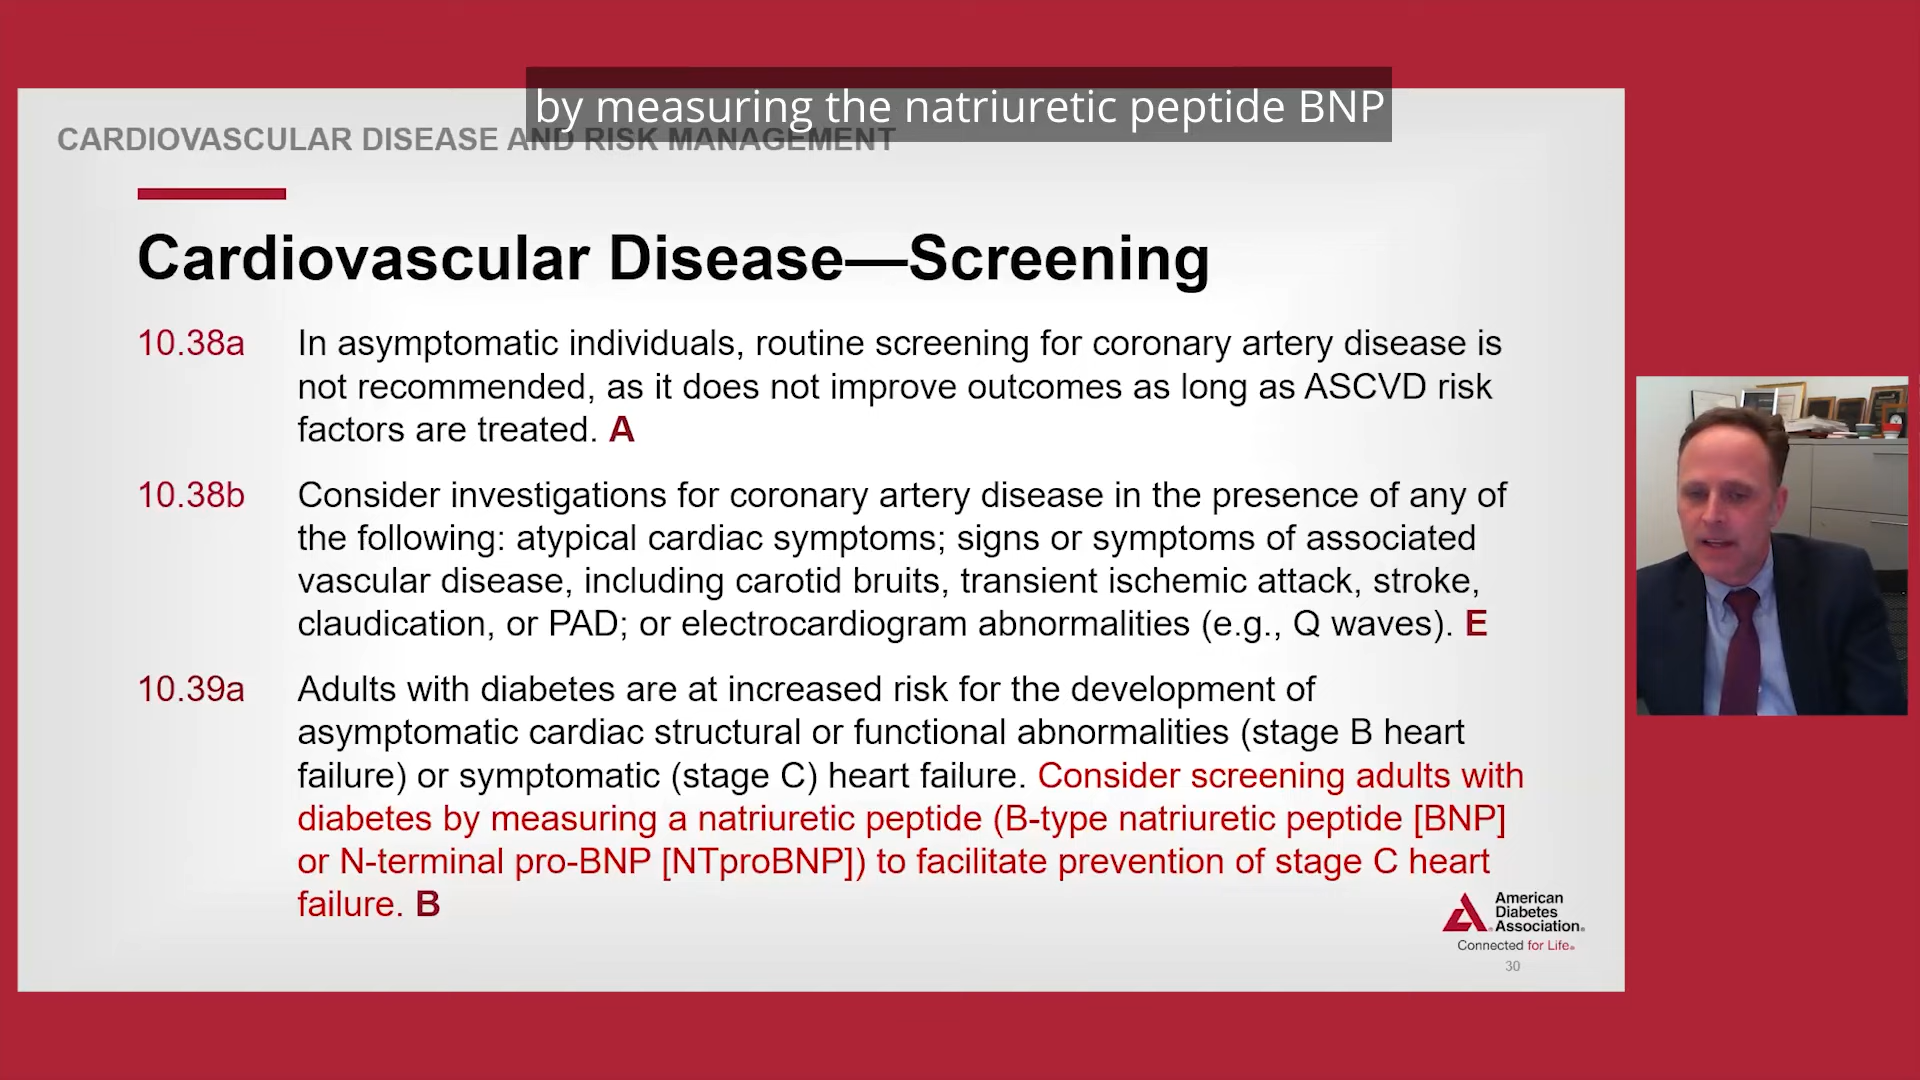 by measuring the natriuretic peptide BNP
CARDIOVASCULAR DISEASE AND RISK MANAGEMENT
Cardiovascular Disease—Screening
10.38a In asymptomatic individuals, routine screening for coronary artery disease is
not recommended, as it does not improve outcomes as long as ASCVD risk
factors are treated. A
10.38b Consider investigations for coronary artery disease in the presence of any of
the following: atypical cardiac symptoms; signs or symptoms of associated
vascular disease, including carotid bruits, transient ischemic attack, stroke,
claudication, or PAD; or electrocardiogram abnormalities (e.g., Q waves). E
10.39a Adults with diabetes are at increased risk for the development of
asymptomatic cardiac structural or functional abnormalities (stage B heart
failure) or symptomatic (stage C) heart failure. Consider screening adults with
diabetes by measuring a natriuretic peptide (B-type natriuretic peptide [BNP]
or N-terminal pro-BNP [NTproBNP]) to facilitate prevention of stage C heart
failure. B
American
Diabetes
Association®
Connected for Life®
30